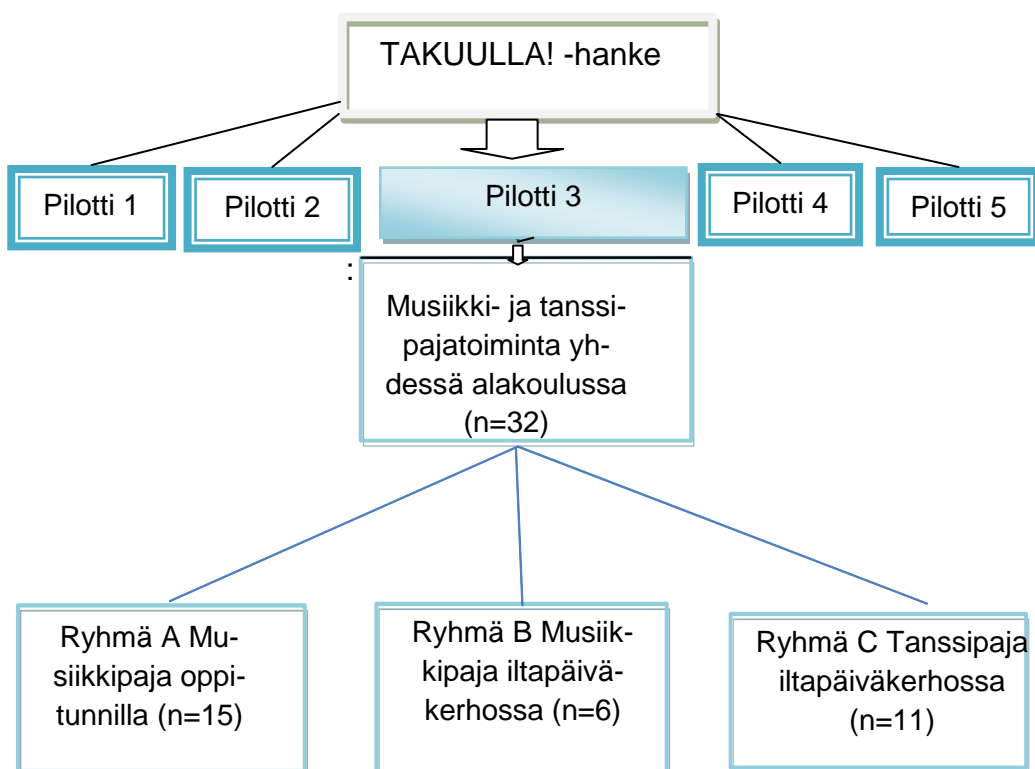 TAKUULLA! -hanke
Pilotti 1
Pilotti 2
Pilotti 3
Pilotti 4
Pilotti 5
:
Musiikki- ja tanssi-
pajatoiminta yh-
dessä alakoulussa
(n=32)
Ryhmä A Mu-
siikkipaja oppi-
tunnilla (n=15)
Ryhmä B Musiik-
kipaja iltapäivä-
kerhossa (n=6)
Ryhmä C Tanssipaja
iltapäiväkerhossa
(n=11)